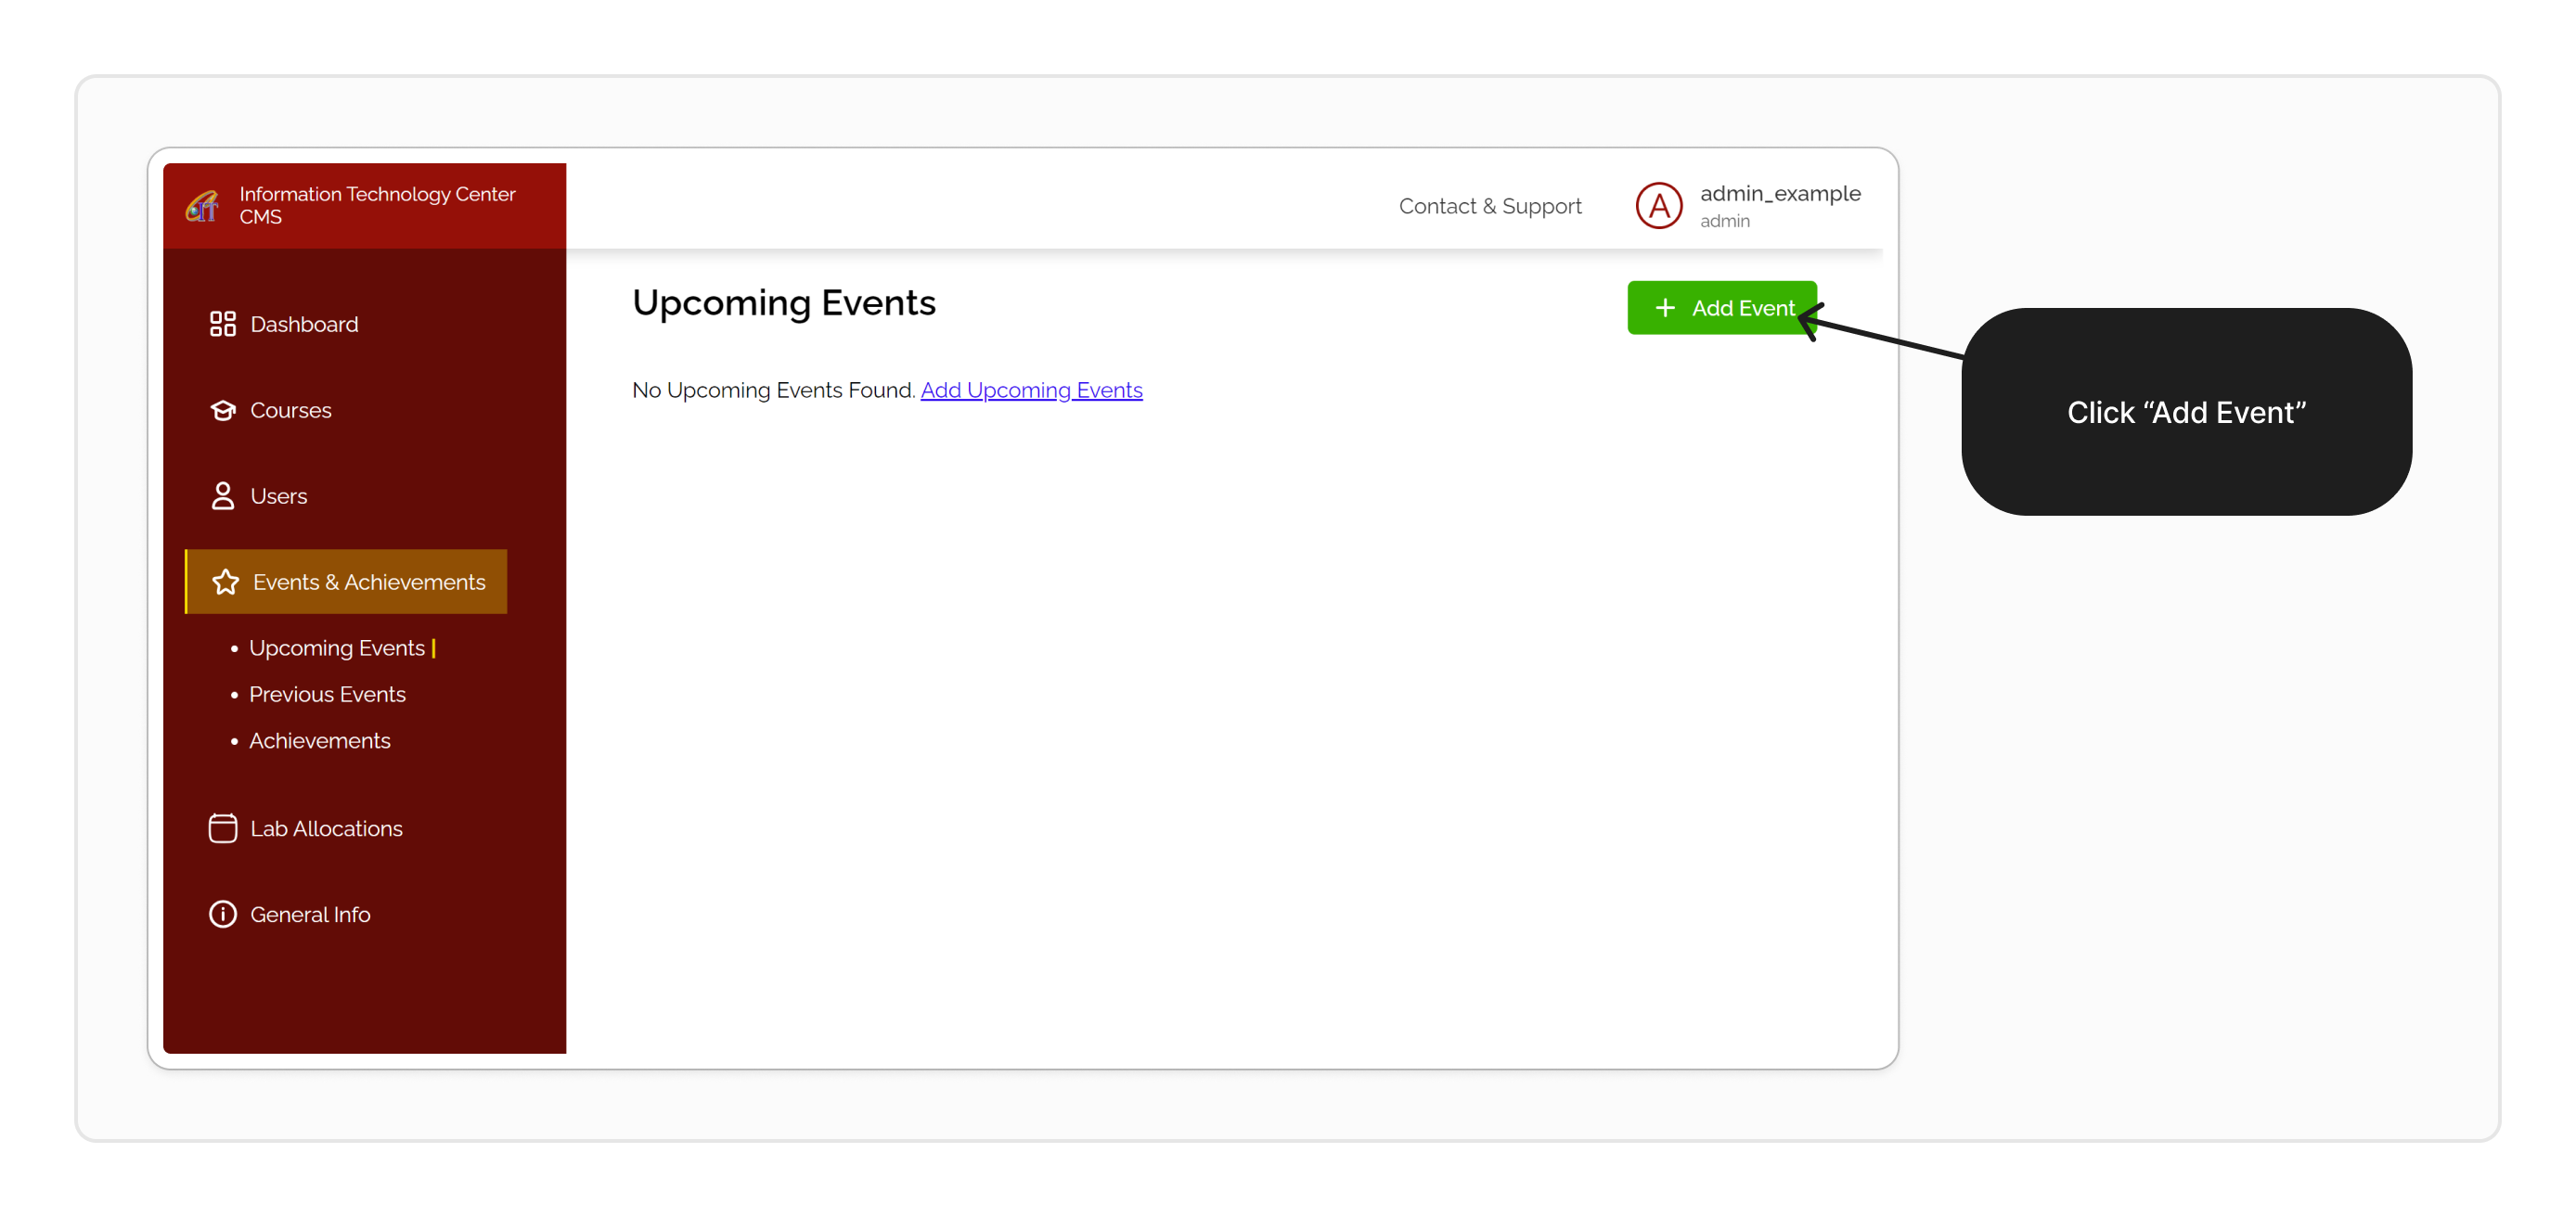 Information Technology Center
CMS
Contact & Support
A
admin_example
admin
Dashboard
Courses
Users
Events & Achievements
• Upcoming Events
• Previous Events
• Achievements
Lab Allocations
General Info
Upcoming Events
+ Add Event
No Upcoming Events Found. Add Upcoming Events
Click “Add Event”